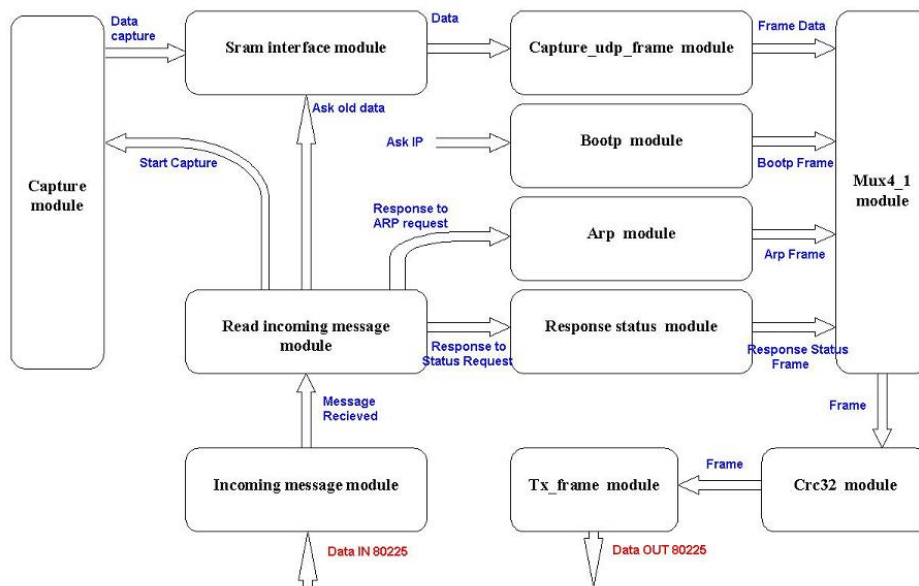 Data
capture
Sram interface module
Data
Capture_udp_frame module
Frame Data
Ask old data
Ask IP
Bootp module
Bootp Frame
Start Capture
Capture
module
Mux4_1
module
Response to
ARP request
Arp module
Arp Frame
Read incoming message
module
Response to
Status Request
Response status module
Response Status
Frame
Message
Recieved
Frame
Incoming message module
Tx_frame module
Frame
Crc32 module
Data IN 80225
Data OUT 80225